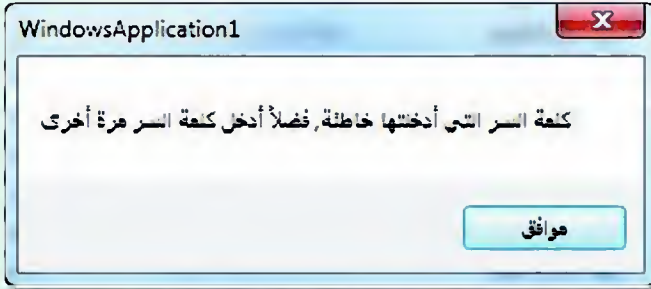 WindowsApplication1
كلمة السر التي أدخلتها خاطئة, فضلاً أدخل كلمة السر مرة أخرى
موافق